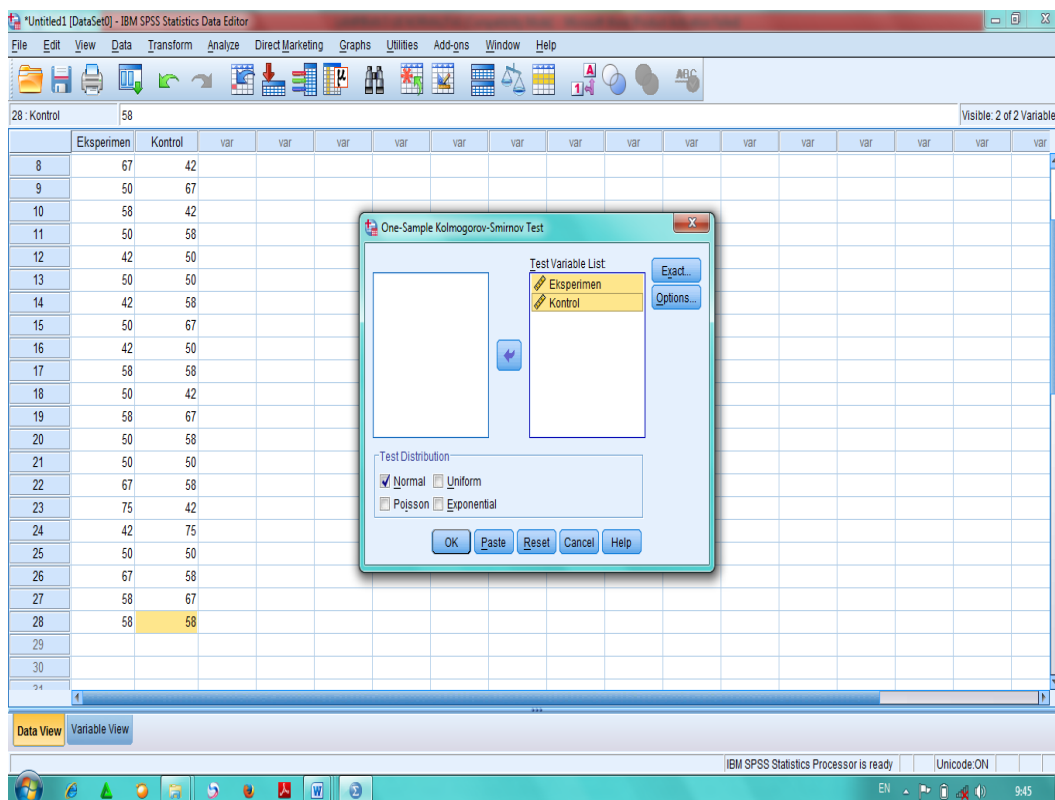 *Untitled1 [DataSet0] - IBM SPSS Statistics Data Editor
File Edit View Data Transform Analyze Direct Marketing Graphs Utilities Add-ons Window Help
28 : Kontrol 58 Visible: 2 of 2 Variable
Eksperimen Kontrol var var var var var var var var var var var var var var var
8 67 42
9 50 67
10 58 42
11 50 58
12 42 50
13 50 50
14 42 58
15 50 67
16 42 50
17 58 58
18 50 42
19 58 67
20 50 58
21 50 50
22 67 58
23 75 42
24 42 75
25 50 50
26 67 58
27 58 67
28 58 58
29
30
31
One-Sample Kolmogorov-Smirnov Test
Test Variable List:
Eksperimen
Kontrol
Exact...
Options...
Test Distribution
Normal Uniform
Poisson Exponential
OK Paste Reset Cancel Help
Data View Variable View
IBM SPSS Statistics Processor is ready Unicode:ON
EN 9:45